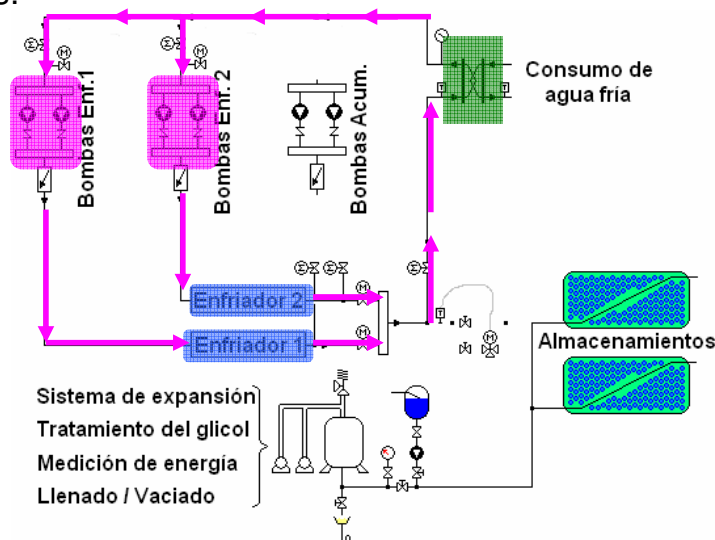 Bombas Enf.1
Bombas Enf. 2
Bombas Acum.
Consumo de
agua fría
M
M
M
M
T
T
M
M
M
M
M
T
M
Enfriador 2
Enfriador 1
Almacenamientos
Sistema de expansión
Tratamiento del glicol
Medición de energía
Llenado / Vaciado